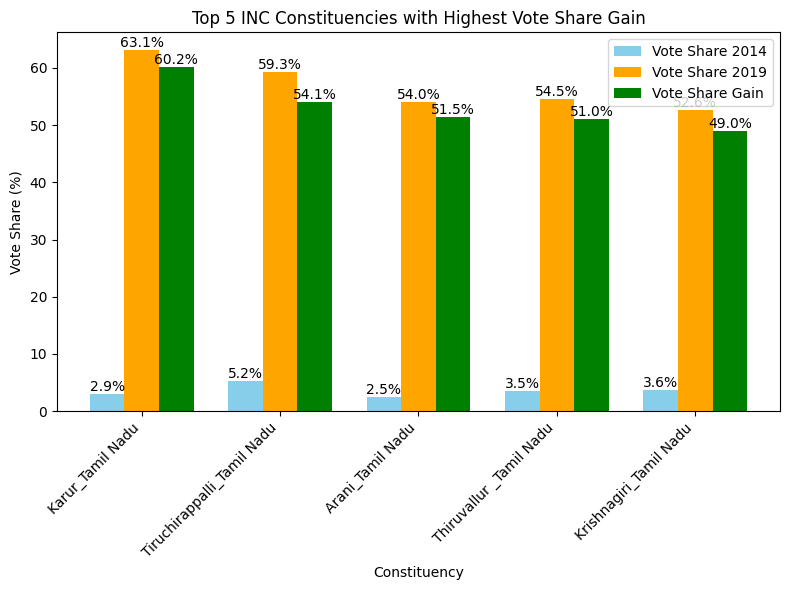 Top 5 INC Constituencies with Highest Vote Share Gain
Vote Share (%)
60
50
40
30
20
10
0
Vote Share 2014
Vote Share 2019
Vote Share Gain
2.9%
63.1%
60.2%
5.2%
59.3%
54.1%
2.5%
54.0%
51.5%
3.5%
54.5%
51.0%
3.6%
52.6%
49.0%
Karur_Tamil Nadu
Tiruchirappalli_Tamil Nadu
Arani_Tamil Nadu
Thiruvallur _Tamil Nadu
Krishnagiri_Tamil Nadu
Constituency